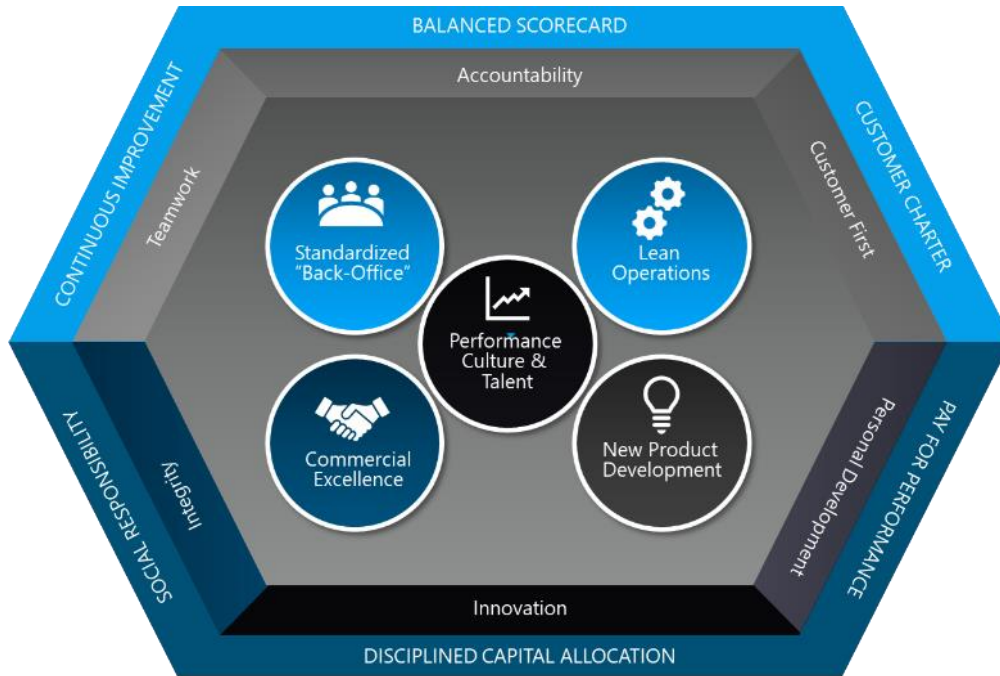 BALANCED SCORECARD
Accountability
CONTINUOUS IMPROVEMENT
Teamwork
Customer First
CUSTOMER CHARTER
Standardized
“Back-Office”
Lean
Operations
Performance
Culture &
Talent
Commercial
Excellence
New Product
Development
SOCIAL RESPONSIBILITY
Integrity
Personal Development
PAY FOR PERFORMANCE
Innovation
DISCIPLINED CAPITAL ALLOCATION